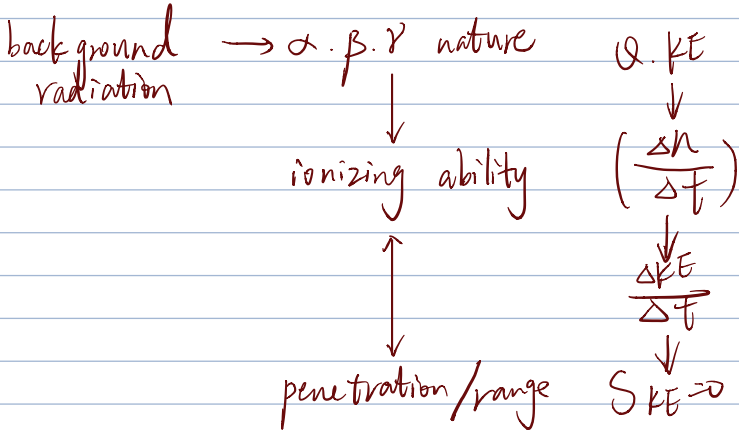 background → α.β.γ nature Q.KE
radiation
ionizing ability (Δn/Δt)
ΔKE/Δt
penetration/range S KE=0